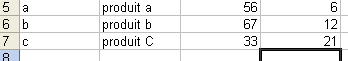 5 a produit a 56 6
6 b produit b 67 12
7 c produit C 33 21
8